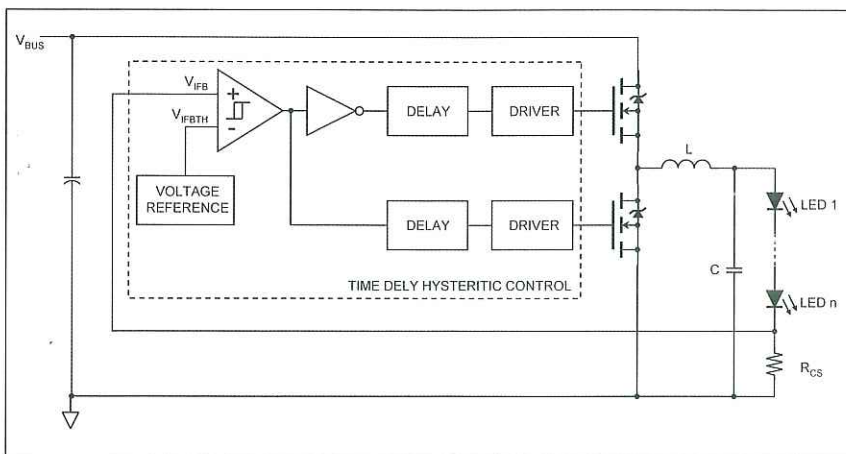 V_BUS
V_IFB
+
V_IFBTH
-
DELAY
DRIVER
L
VOLTAGE
REFERENCE
LED 1
DELAY
DRIVER
C
TIME DELY HYSTERITIC CONTROL
LED n
R_CS